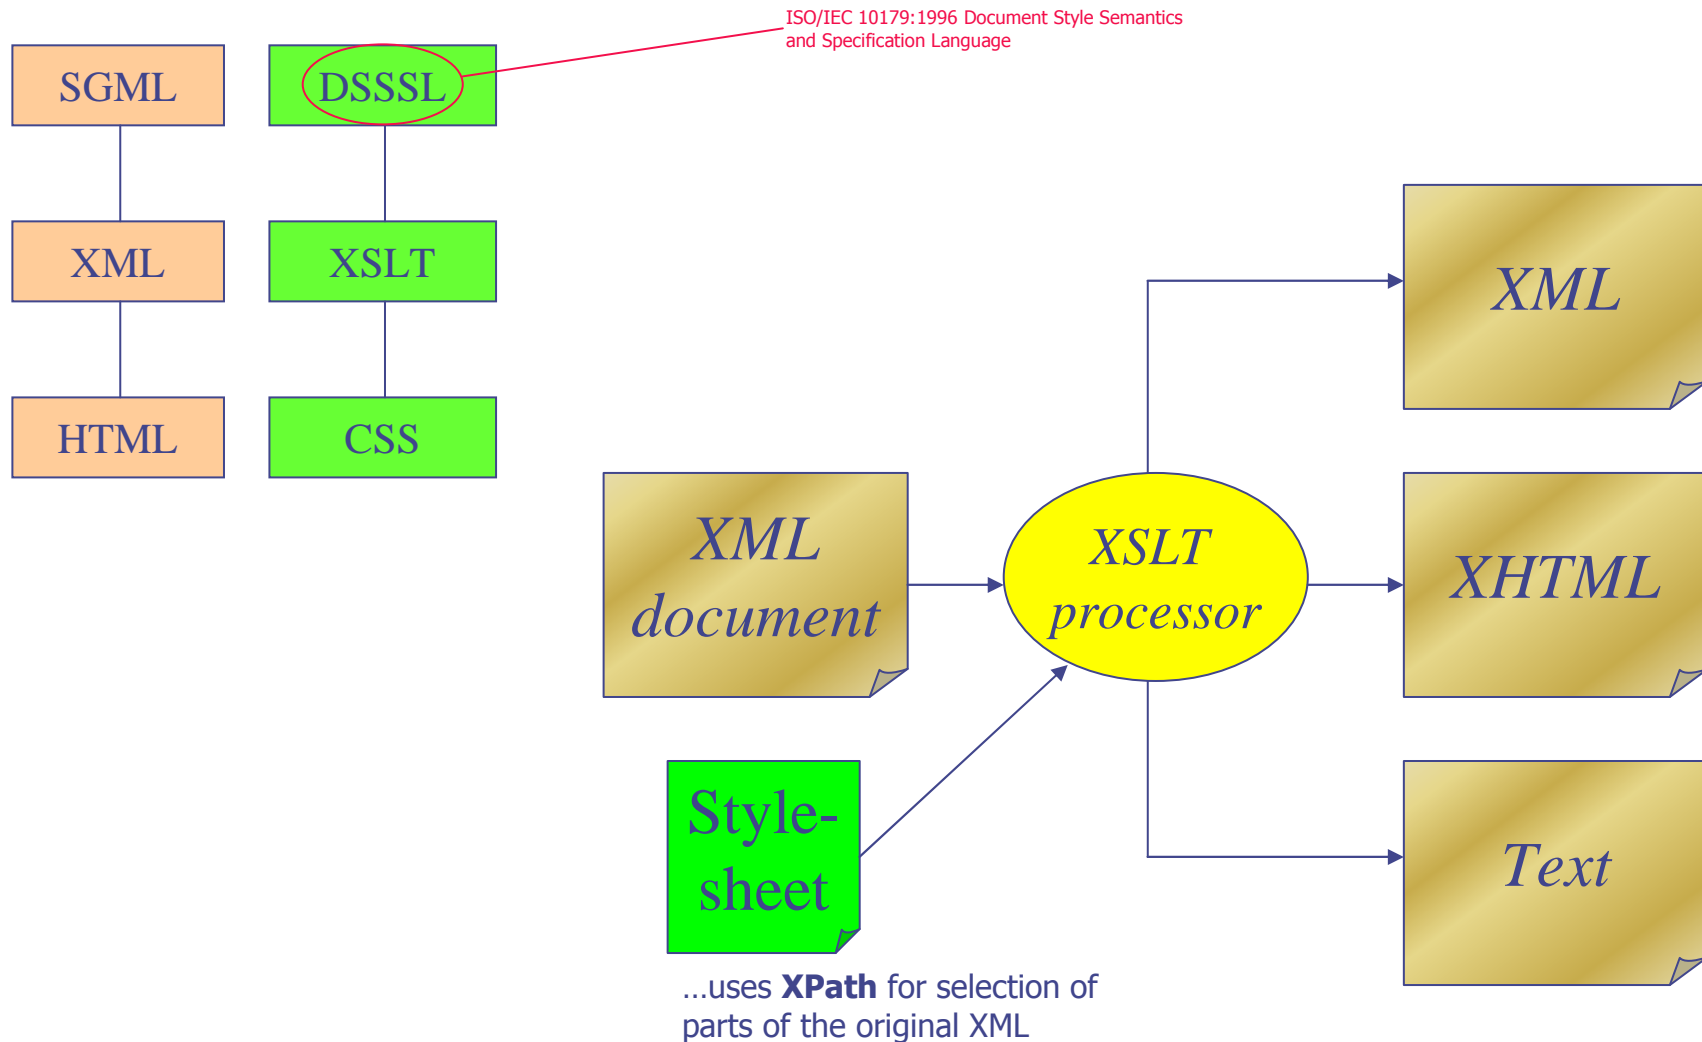 ISO/IEC 10179:1996 Document Style Semantics
and Specification Language
SGML
DSSSL
XML
XSLT
HTML
CSS
XML
document
Style-
sheet
...uses XPath for selection of
parts of the original XML
XSLT
processor
XML
XHTML
Text